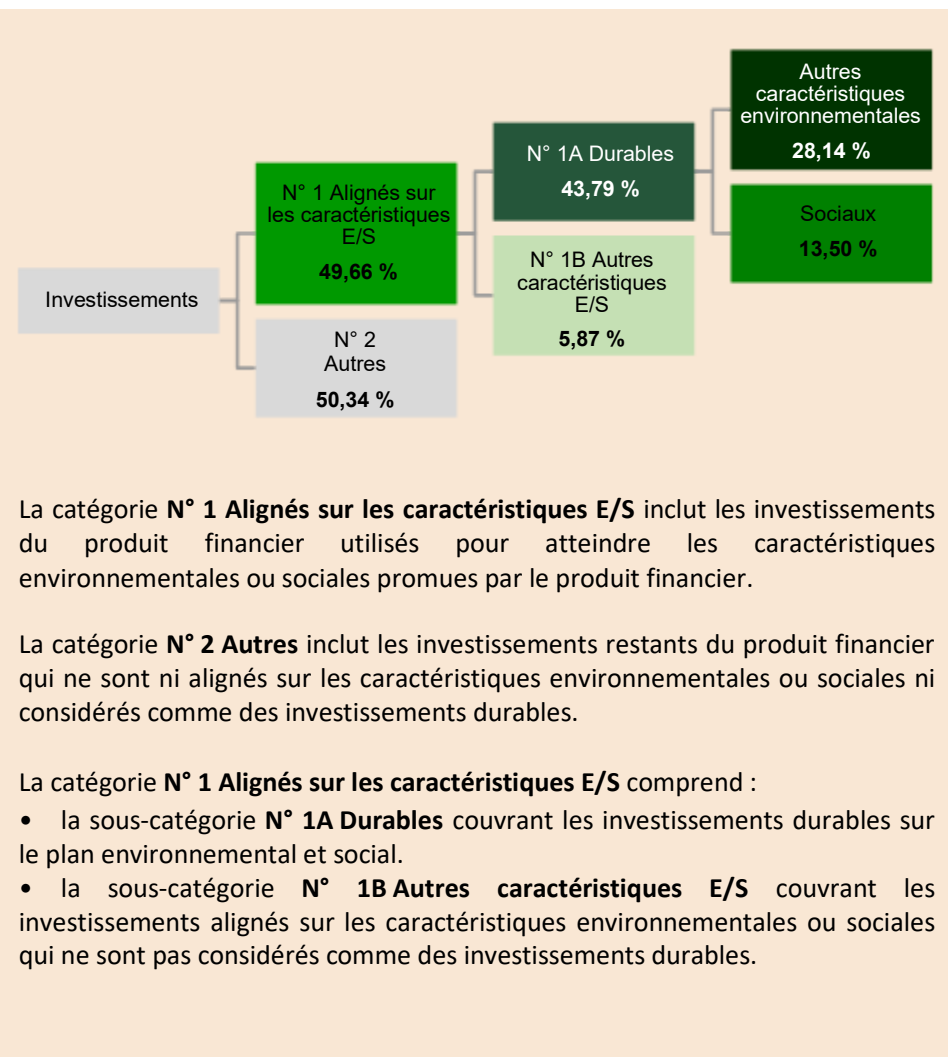 Investissements
N° 1 Alignés sur
les caractéristiques
E/S
49,66 %
N° 2
Autres
50,34 %
N° 1A Durables
43,79 %
N° 1B Autres
caractéristiques
E/S
5,87 %
Autres
caractéristiques
environnementales
28,14 %
Sociaux
13,50 %
La catégorie N° 1 Alignés sur les caractéristiques E/S inclut les investissements
du produit financier utilisés pour atteindre les caractéristiques
environnementales ou sociales promues par le produit financier.
La catégorie N° 2 Autres inclut les investissements restants du produit financier
qui ne sont ni alignés sur les caractéristiques environnementales ou sociales ni
considérés comme des investissements durables.
La catégorie N° 1 Alignés sur les caractéristiques E/S comprend :
• la sous-catégorie N° 1A Durables couvrant les investissements durables sur
le plan environnemental et social.
• la sous-catégorie N° 1B Autres caractéristiques E/S couvrant les
investissements alignés sur les caractéristiques environnementales ou sociales
qui ne sont pas considérés comme des investissements durables.